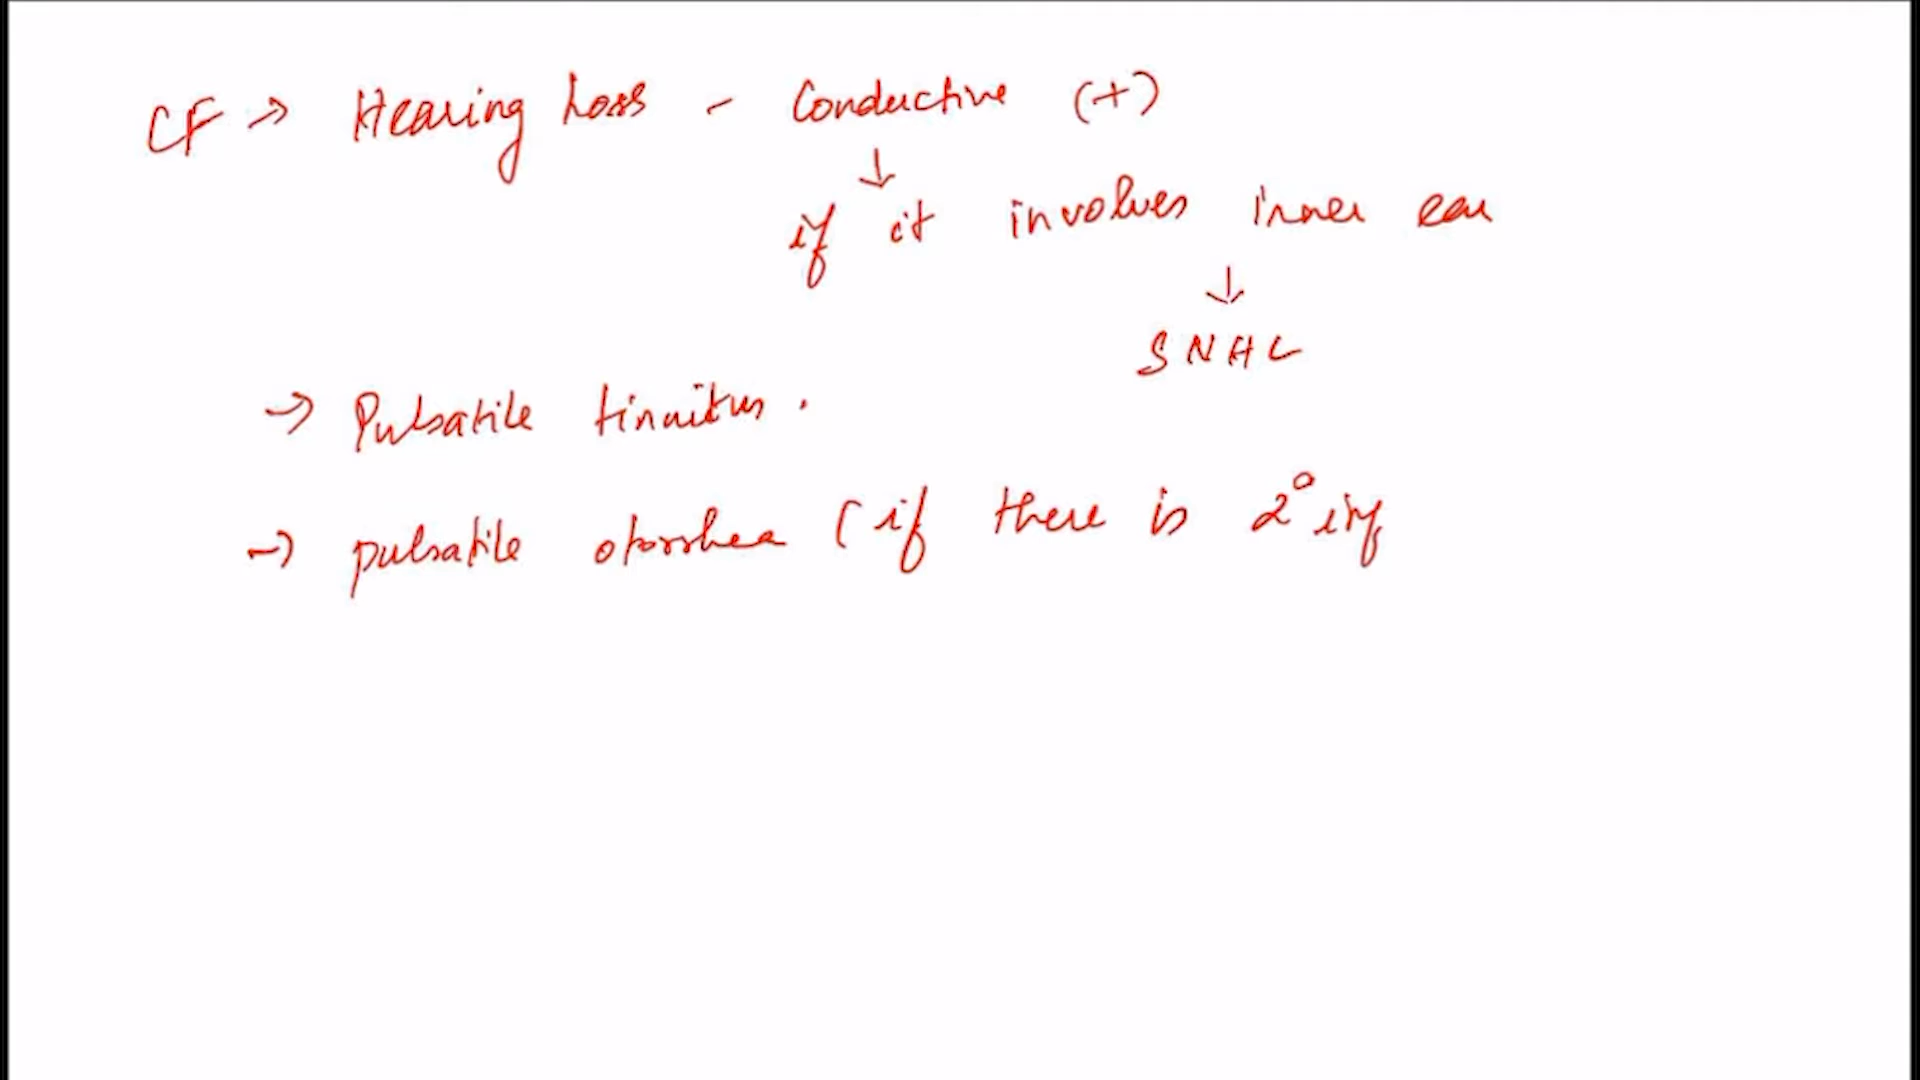 CF → Hearing Loss - Conductive (+)
↓
if it involves inner ear
↓
SNHL
→ Pulsatile tinnitus.
→ pulsatile otorrhea (if there is 2° inf